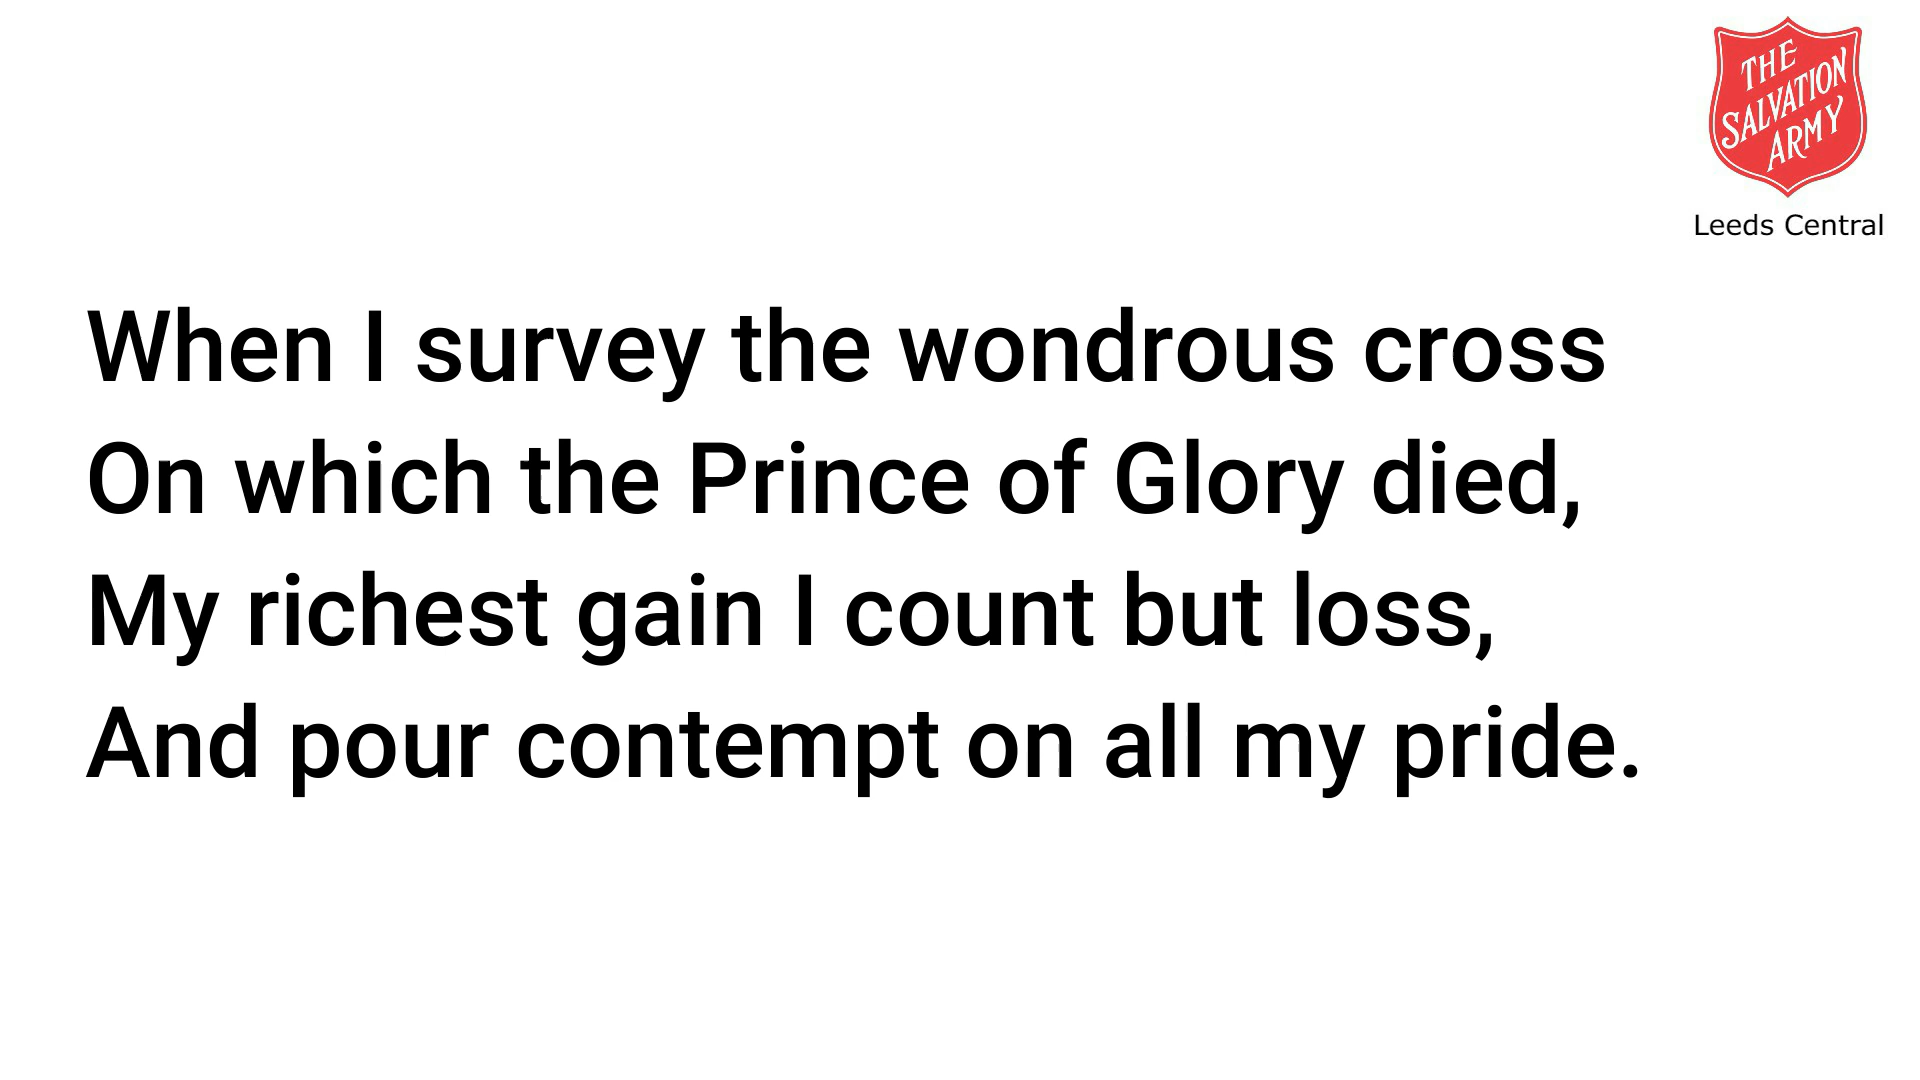 THE
SALVATION
ARMY
Leeds Central
When I survey the wondrous cross
On which the Prince of Glory died,
My richest gain I count but loss,
And pour contempt on all my pride.